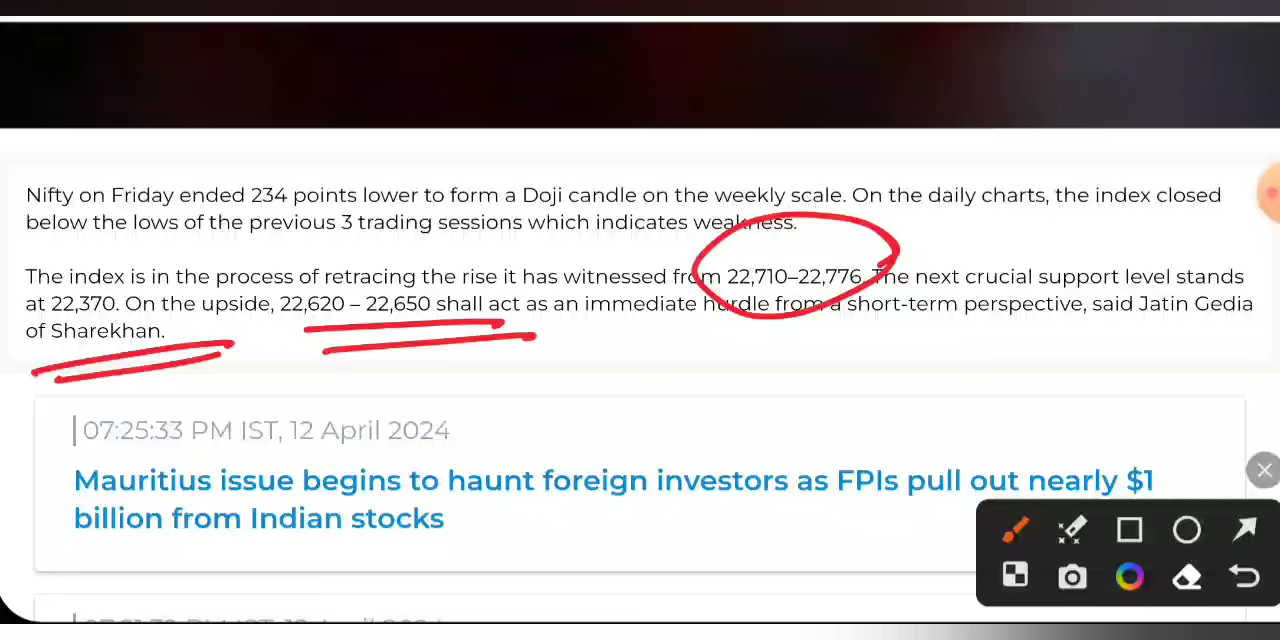 Nifty on Friday ended 234 points lower to form a Doji candle on the weekly scale. On the daily charts, the index closed
below the lows of the previous 3 trading sessions which indicates weakness.
The index is in the process of retracing the rise it has witnessed from 22,710–22,776. The next crucial support level stands
at 22,370. On the upside, 22,620 – 22,650 shall act as an immediate hurdle from a short-term perspective, said Jatin Gedia
of Sharekhan.
07:25:33 PM IST, 12 April 2024
Mauritius issue begins to haunt foreign investors as FPIs pull out nearly $1
billion from Indian stocks